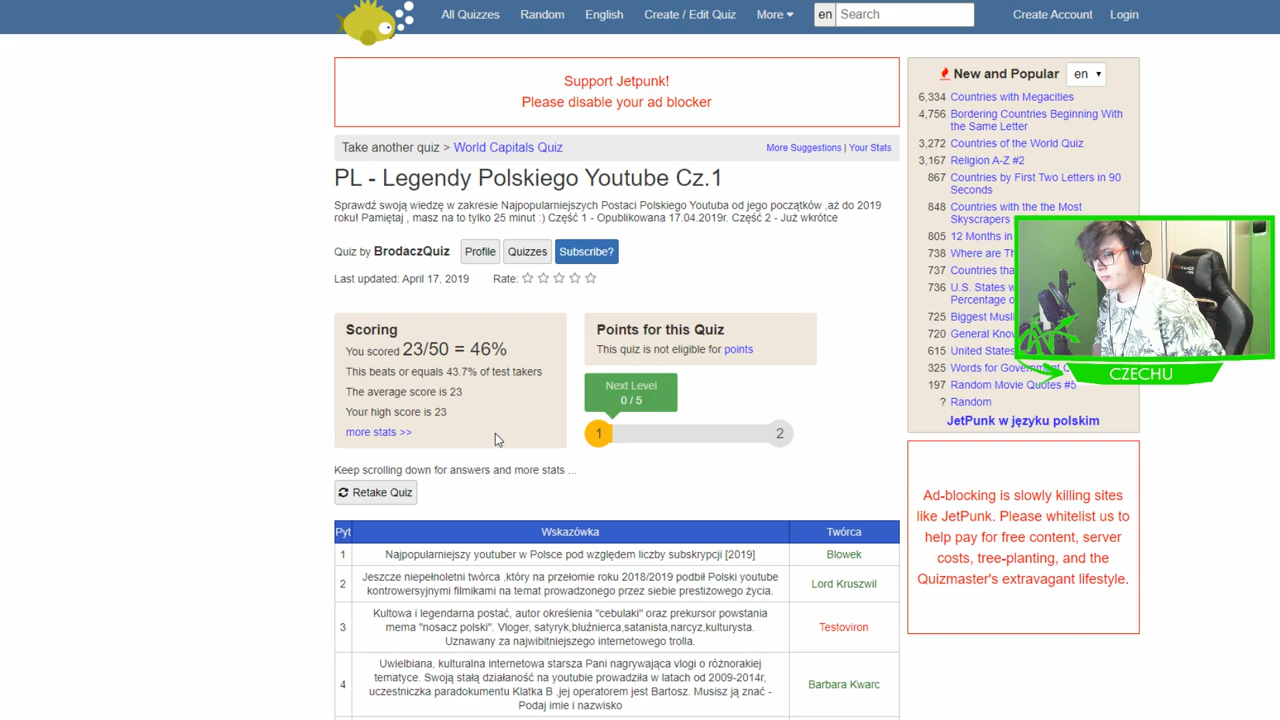 All Quizzes Random English Create / Edit Quiz More en Search Create Account Login
Support Jetpunk!
Please disable your ad blocker
Take another quiz > World Capitals Quiz More Suggestions | Your Stats
PL - Legendy Polskiego Youtube Cz.1
Sprawdź swoją wiedzę w zakresie Najpopularniejszych Postaci Polskiego Youtuba od jego początków ,aż do 2019
roku! Pamiętaj , masz na to tylko 25 minut :) Część 1 - Opublikowana 17.04.2019r. Część 2 - Już wkrótce
Quiz by BrodaczQuiz Profile Quizzes Subscribe?
Last updated: April 17, 2019 Rate:
Scoring
You scored 23/50 = 46%
This beats or equals 43.7% of test takers
The average score is 23
Your high score is 23
more stats >>
Points for this Quiz
This quiz is not eligible for points
Next Level
0 / 5
1 2
Keep scrolling down for answers and more stats ...
Retake Quiz
Pyt Wskazówka Twórca
1 Najpopularniejszy youtuber w Polsce pod względem liczby subskrypcji [2019] Blowek
2 Jeszcze niepełnoletni twórca ,który na przełomie roku 2018/2019 podbił Polski youtube
kontrowersyjnymi filmikami na temat prowadzonego przez siebie prestiżowego życia. Lord Kruszwil
3 Kultowa i legendarna postać, autor określenia "cebulaki" oraz prekursor powstania
mema "nosacz polski". Vloger, satyryk,bluźnierca,satanista,narcyz,kulturysta.
Uznawany za najwibitniejszego internetowego trolla. Testoviron
4 Uwielbiana, kulturalna internetowa starsza Pani nagrywająca vlogi o różnorakiej
tematyce. Swoją stałą działaność na youtubie prowadziła w latach od 2009-2014r,
uczestniczka paradokumentu Klatka B ,jej operatorem jest Bartosz. Musisz ją znać -
Podaj imie i nazwisko Barbara Kwarc
New and Popular en
6,334 Countries with Megacities
4,756 Bordering Countries Beginning With
the Same Letter
3,272 Countries of the World Quiz
3,167 Religion A-Z #2
867 Countries by First Two Letters in 90
Seconds
848 Countries with the the Most
Skyscrapers
805 12 Months in
738 Where are Th
737 Countries tha
736 U.S. States w
Percentage o
725 Biggest Musli
720 General Know
615 United States
325 Words for Government
197 Random Movie Quotes #5
? Random
JetPunk w języku polskim
CZECHU
Ad-blocking is slowly killing sites
like JetPunk. Please whitelist us to
help pay for free content, server
costs, tree-planting, and the
Quizmaster's extravagant lifestyle.